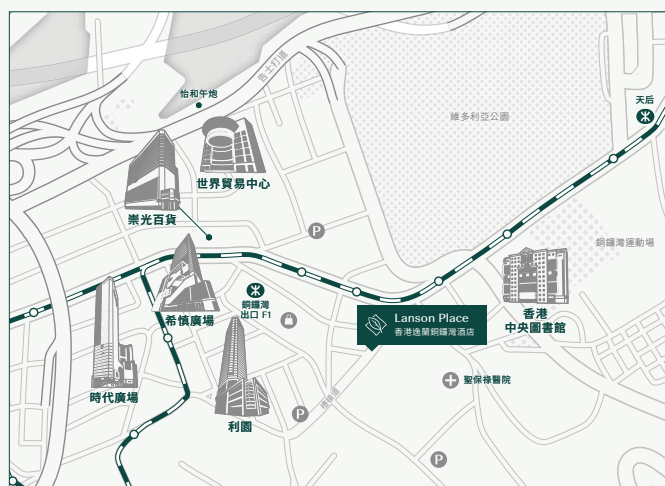 告士打道
怡和午炮
天后
維多利亞公園
世界貿易中心
崇光百貨
銅鑼灣運動場
銅鑼灣
出口 F1
希慎廣場
香港
中央圖書館
Lanson Place
香港逸蘭銅鑼灣酒店
P
時代廣場
利園
禮頓道
聖保祿醫院
P
P